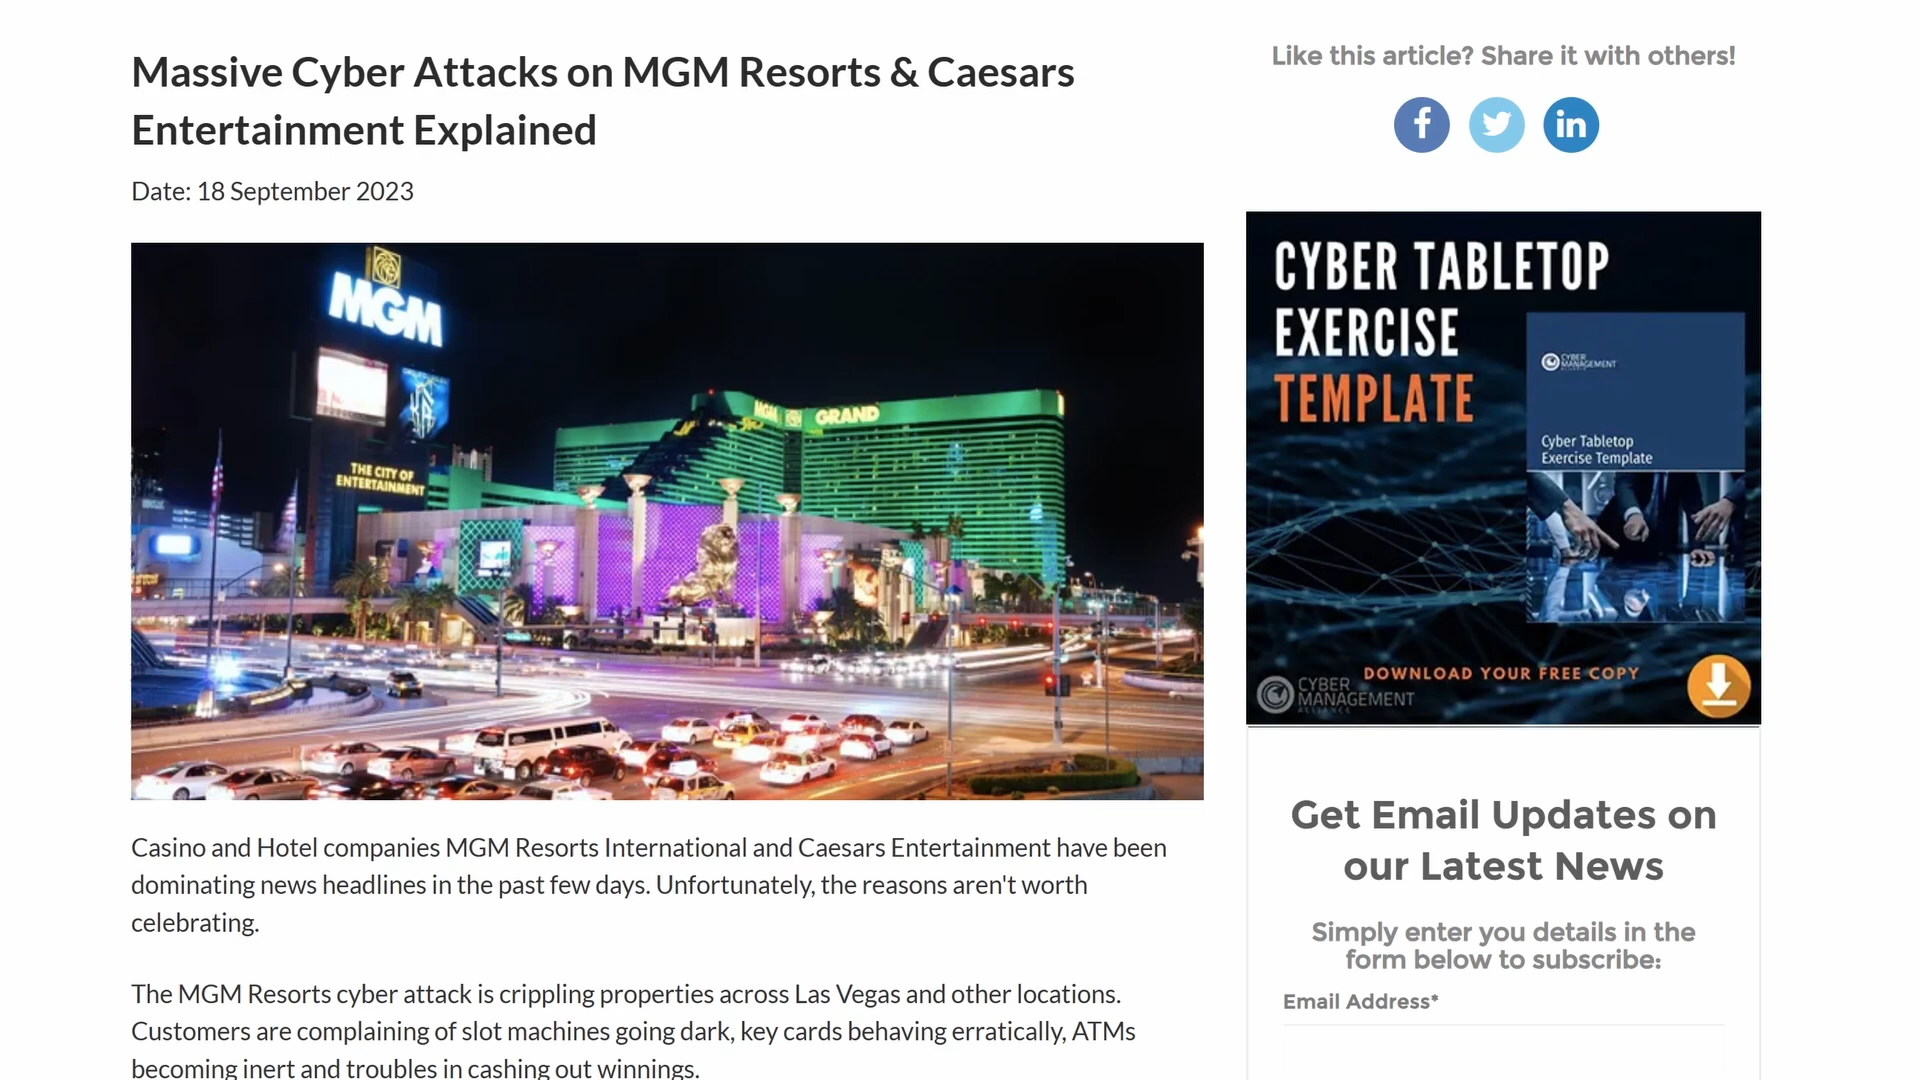 Massive Cyber Attacks on MGM Resorts & Caesars
Entertainment Explained
Date: 18 September 2023
MGM
THE CITY OF
ENTERTAINMENT
MGM GRAND
Casino and Hotel companies MGM Resorts International and Caesars Entertainment have been
dominating news headlines in the past few days. Unfortunately, the reasons aren't worth
celebrating.
The MGM Resorts cyber attack is crippling properties across Las Vegas and other locations.
Customers are complaining of slot machines going dark, key cards behaving erratically, ATMs
becoming inert and troubles in cashing out winnings.
Like this article? Share it with others!
CYBER TABLETOP
EXERCISE
TEMPLATE
CYBER
MANAGEMENT
ALLIANCE
Cyber Tabletop
Exercise Template
DOWNLOAD YOUR FREE COPY
CYBER
MANAGEMENT
ALLIANCE
Get Email Updates on
our Latest News
Simply enter you details in the
form below to subscribe:
Email Address*